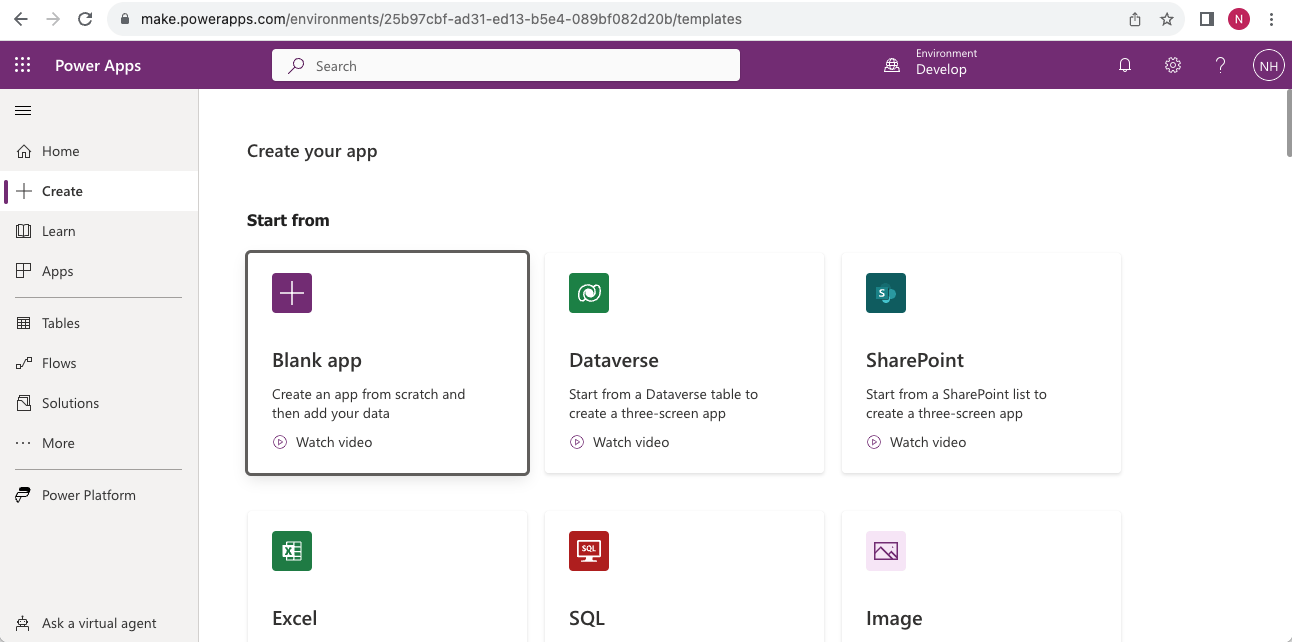 make.powerapps.com/environments/25b97cbf-ad31-ed13-b5e4-089bf082d20b/templates
N
Power Apps
Search
Environment
Develop
?
NH
Home
Create
Learn
Apps
Tables
Flows
Solutions
More
Power Platform
Ask a virtual agent
Create your app
Start from
Blank app
Create an app from scratch and
then add your data
Watch video
Dataverse
Start from a Dataverse table to
create a three-screen app
Watch video
S
SharePoint
Start from a SharePoint list to
create a three-screen app
Watch video
X
Excel
SQL
SQL
Image